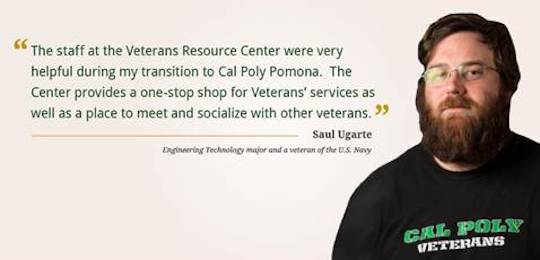 “The staff at the Veterans Resource Center were very
helpful during my transition to Cal Poly Pomona.  The
Center provides a one-stop shop for Veterans’ services as
well as a place to meet and socialize with other veterans.”
Saul Ugarte
Engineering Technology major and a veteran of the U.S. Navy
CAL POLY
VETERANS